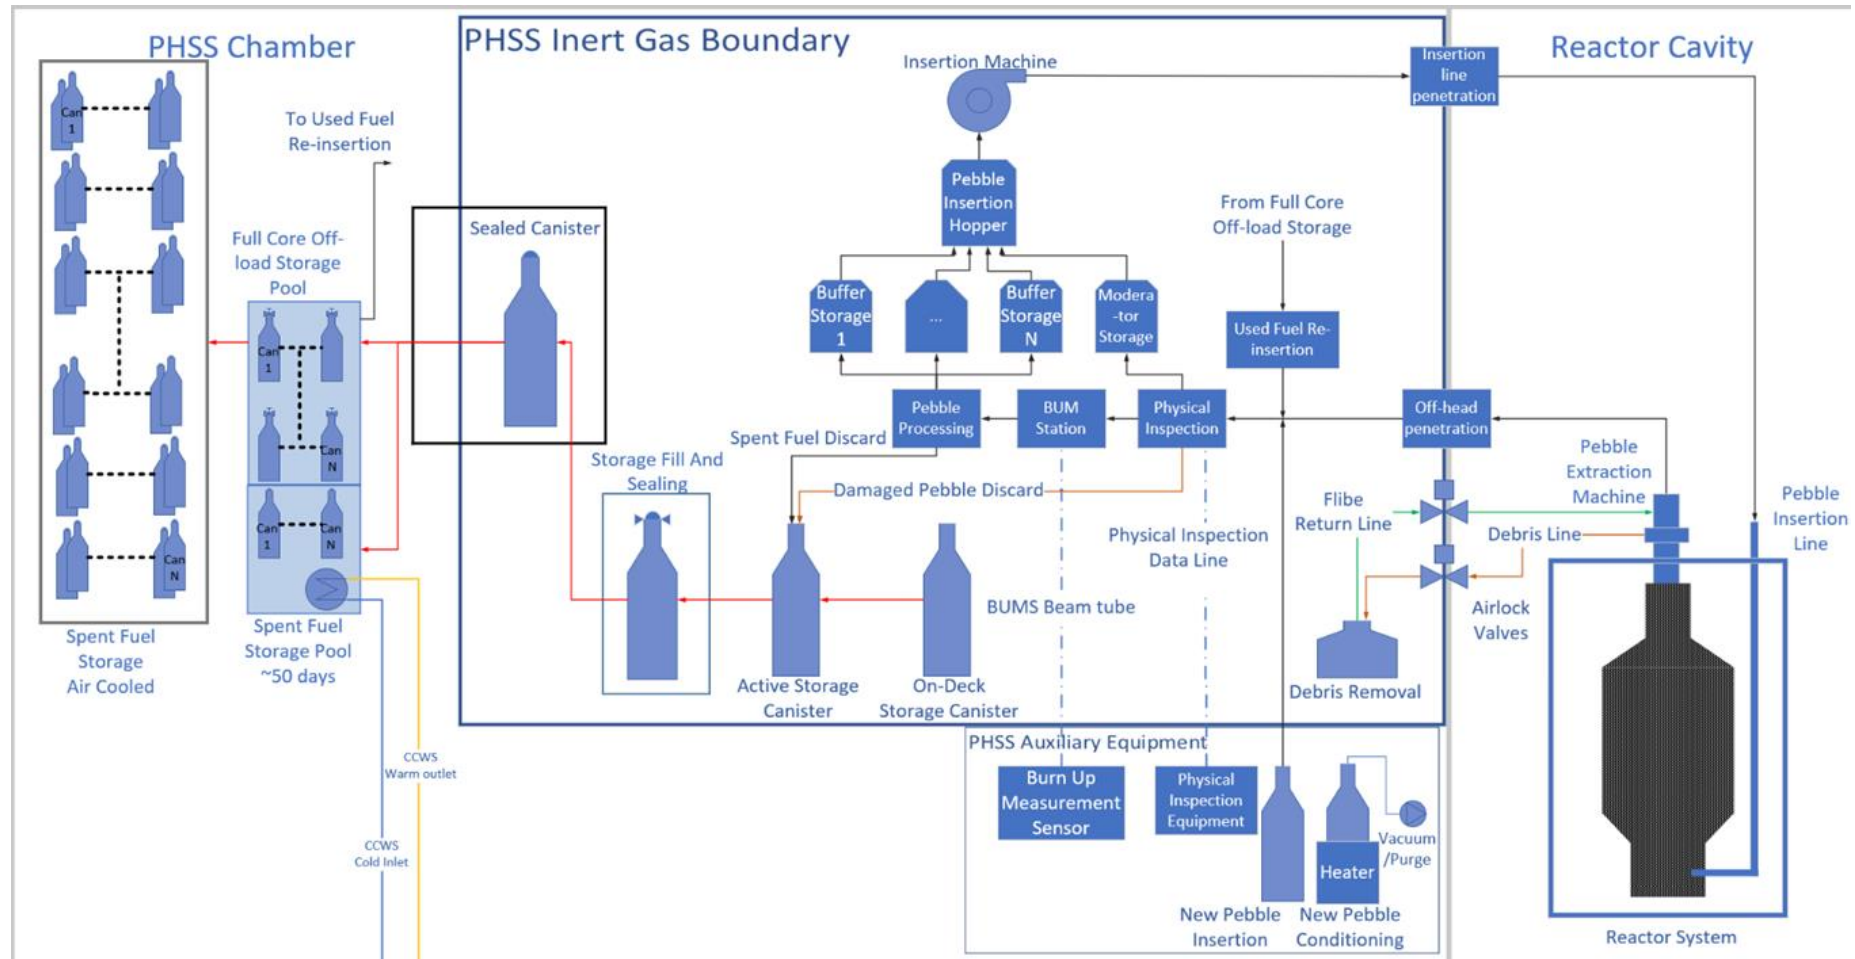 PHSS Chamber
PHSS Inert Gas Boundary
Reactor Cavity
Can
1
Can
N
Spent Fuel
Storage
Air Cooled
To Used Fuel
Re-insertion
Full Core Off-
load Storage
Pool
Can
1
Can
N
Can
1
Can
N
Spent Fuel
Storage Pool
~50 days
CCWS
Warm outlet
CCWS
Cold Inlet
Sealed Canister
Insertion Machine
Insertion
line
penetration
Pebble
Insertion
Hopper
From Full Core
Off-load Storage
Buffer
Storage
1
...
Buffer
Storage
N
Modera
-tor
Storage
Used Fuel Re-
insertion
Pebble
Processing
BUM
Station
Physical
Inspection
Off-head
penetration
Spent Fuel Discard
Storage Fill And
Sealing
Damaged Pebble Discard
Physical Inspection
Data Line
BUMS Beam tube
Flibe
Return Line
Pebble
Extraction
Machine
Debris Line
Pebble
Insertion
Line
Airlock
Valves
Active Storage
Canister
On-Deck
Storage Canister
Debris Removal
PHSS Auxiliary Equipment
Burn Up
Measurement
Sensor
Physical
Inspection
Equipment
Vacuum
/Purge
Heater
New Pebble
Insertion
New Pebble
Conditioning
Reactor System